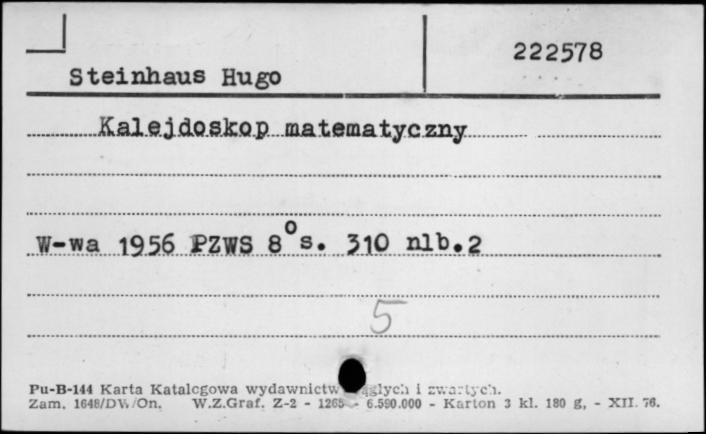 222578
Steinhaus Hugo
Kalejdoskop matematyczny
W-wa 1956 PZWS 8° s. 310 nlb.2
5
Pu-B-144 Karta Katalogowa wydawnictw i zwartych.
Zam. 1648/DW/On. W.Z.Graf. Z-2 - 1265 - 6.590.000 - Karton 3 kl. 180 g, - XII. 76.